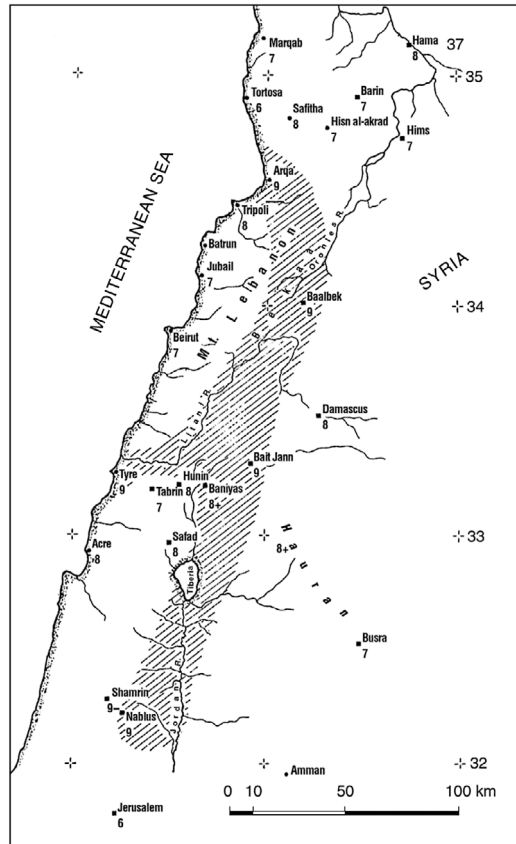 Marqab
7
Hama
8
37
35
Tortosa
6
Barin
7
Safitha
8
Hisn al-akrad
7
Hims
7
Arqa
9
Tripoli
8
Batrun
Jubail
7
MEDITERRANEAN SEA
SYRIA
Mt. Lebanon
Bekaa
Orontes R.
Baalbek
9
34
Beirut
7
Litani R.
Damascus
8
Bait Jann
9
Tyre
9
Hunin
8
Tabrin
7
Baniyas
8+
33
Hauran
8+
Safad
8
Acre
8
Tiberia
Busra
7
Jordan R.
Shamrin
9–
Nablus
9
32
Amman
Jerusalem
6
0 10 50 100 km